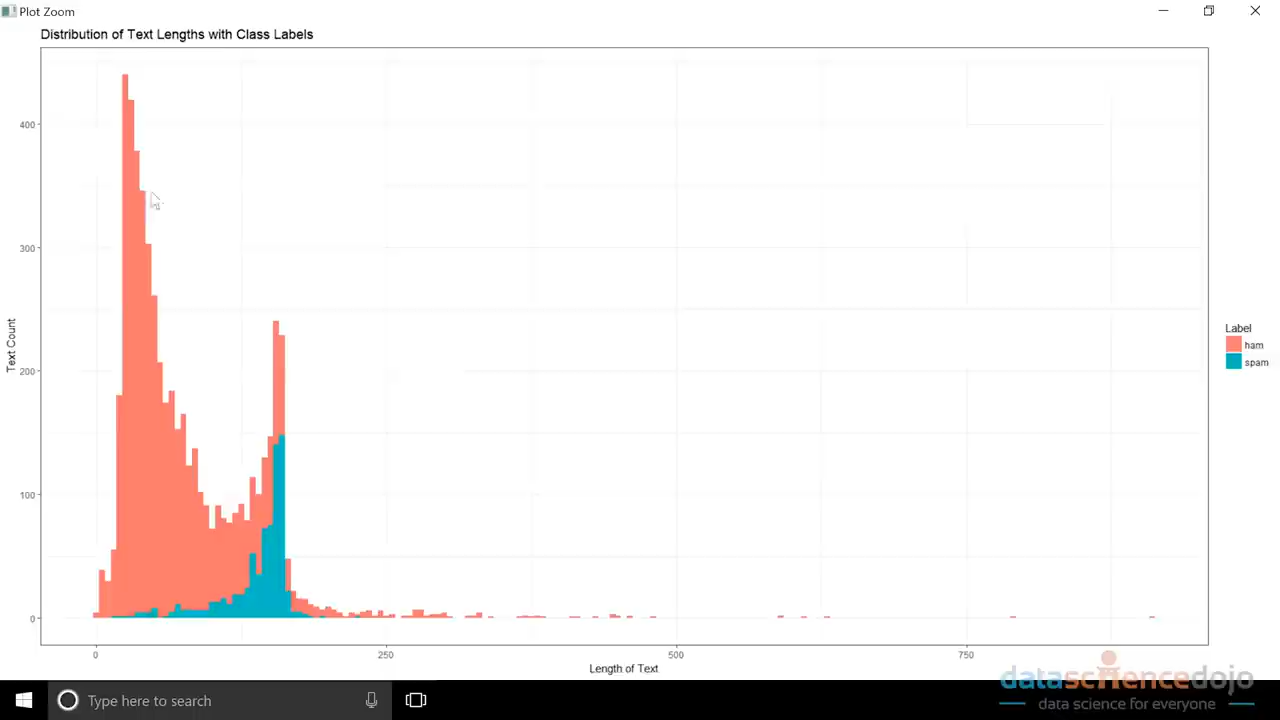 Plot Zoom
Distribution of Text Lengths with Class Labels
400
300
200
100
0
Text Count
0 250 500 750
Length of Text
Label
ham
spam
datasciencedojo
data science for everyone
Type here to search